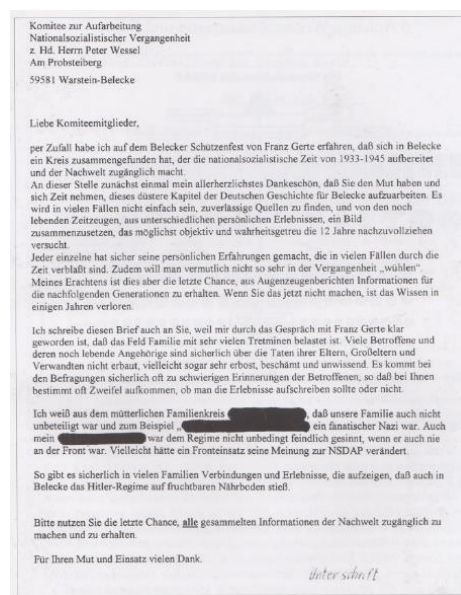 Komitee zur Aufarbeitung
Nationalsozialistischer Vergangenheit
z. Hd. Herrn Peter Wessel
Am Probsteiberg
59581 Warstein-Belecke
Liebe Komiteemitglieder,
per Zufall habe ich auf dem Belecker Schützenfest von Franz Gerte erfahren, daß sich in Belecke
ein Kreis zusammengefunden hat, der die nationalsozialistische Zeit von 1933-1945 aufbereitet
und der Nachwelt zugänglich macht.
An dieser Stelle zunächst einmal mein allerherzlichstes Dankeschön, daß Sie den Mut haben und
sich Zeit nehmen, dieses düstere Kapitel der Deutschen Geschichte für Belecke aufzuarbeiten. Es
wird in vielen Fällen nicht einfach sein, zuverlässige Quellen zu finden, und von den noch
lebenden Zeitzeugen, aus unterschiedlichen persönlichen Erlebnissen, ein Bild
zusammenzusetzen, das möglichst objektiv und wahrheitsgetreu die 12 Jahre nachzuvollziehen
versucht.
Jeder einzelne hat sicher seine persönlichen Erfahrungen gemacht, die in vielen Fällen durch die
Zeit verblaßt sind. Zudem will man vermutlich nicht so sehr in der Vergangenheit „wühlen“.
Meines Erachtens ist dies aber die letzte Chance, aus Augenzeugenberichten Informationen für
die nachfolgenden Generationen zu erhalten. Wenn Sie das jetzt nicht machen, ist das Wissen in
einigen Jahren verloren.
Ich schreibe diesen Brief auch an Sie, weil mir durch das Gespräch mit Franz Gerte klar
geworden ist, daß das Feld Familie mit sehr vielen Tretminen belastet ist. Viele Betroffene und
deren noch lebende Angehörige sind sicherlich über die Taten ihrer Eltern, Großeltern und
Verwandten nicht erbaut, vielleicht sogar sehr erbost, beschämt und unwissend. Es kommt bei
den Befragungen sicherlich oft zu schwierigen Erinnerungen der Betroffenen, so daß bei Ihnen
bestimmt oft Zweifel aufkommen, ob man die Erlebnisse aufschreiben sollte oder nicht.
Ich weiß aus dem mütterlichen Familienkreis , daß unsere Familie auch nicht
unbeteiligt war und zum Beispiel „ ein fanatischer Nazi war. Auch
mein war dem Regime nicht unbedingt feindlich gesinnt, wenn er auch nie
an der Front war. Vielleicht hätte ein Fronteinsatz seine Meinung zur NSDAP verändert.
So gibt es sicherlich in vielen Familien Verbindungen und Erlebnisse, die aufzeigen, daß auch in
Belecke das Hitler-Regime auf fruchtbaren Nährboden stieß.
Bitte nutzen Sie die letzte Chance, alle gesammelten Informationen der Nachwelt zugänglich zu
machen und zu erhalten.
Für Ihren Mut und Einsatz vielen Dank.
Unterschrift